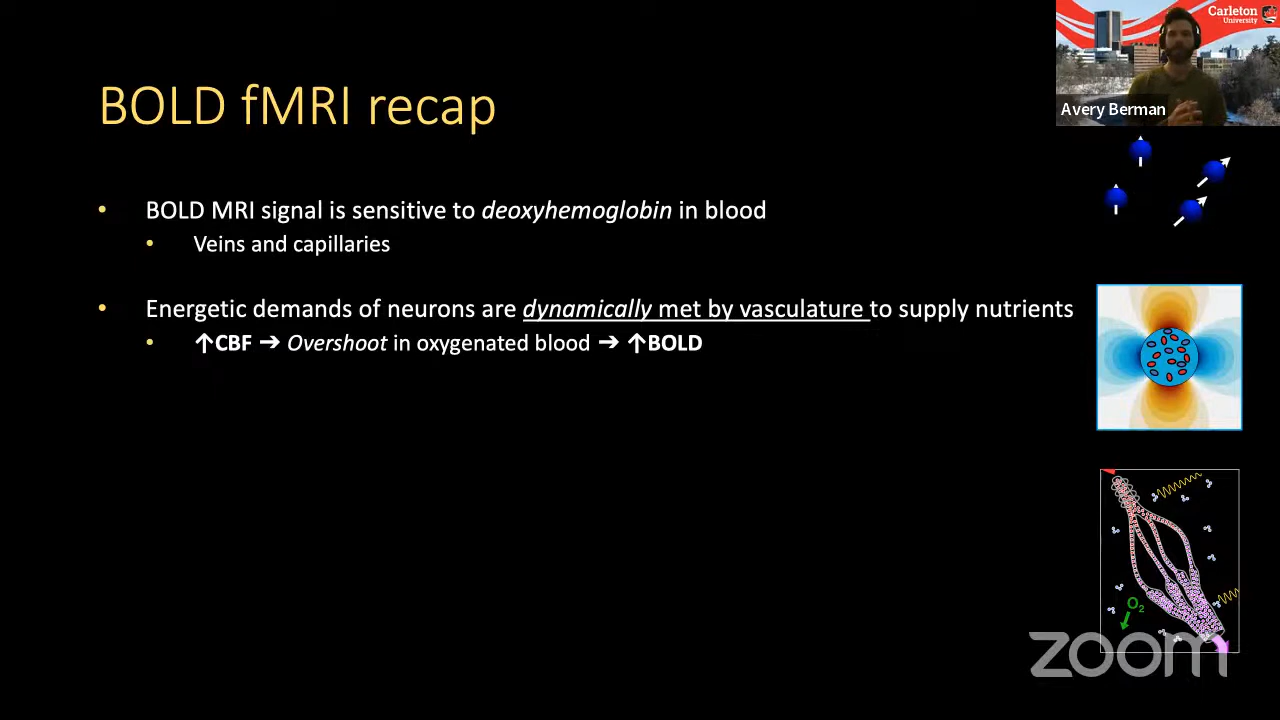 Carleton
University
Avery Berman
BOLD fMRI recap
• BOLD MRI signal is sensitive to deoxyhemoglobin in blood
• Veins and capillaries
• Energetic demands of neurons are dynamically met by vasculature to supply nutrients
• ↑CBF ➔ Overshoot in oxygenated blood ➔ ↑BOLD
O₂
zoom